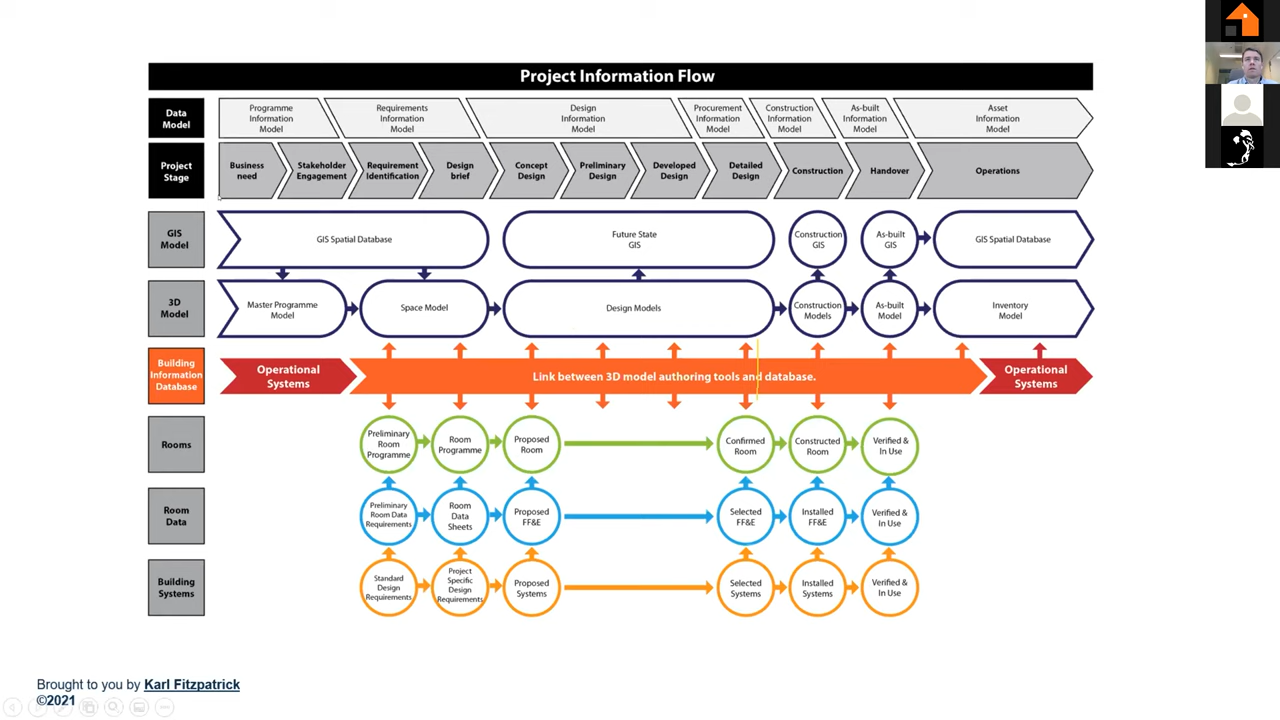 Project Information Flow
Data
Model
Programme
Information
Model
Requirements
Information
Model
Design
Information
Model
Procurement
Information
Model
Construction
Information
Model
As-built
Information
Model
Asset
Information
Model
Project
Stage
Business
need
Stakeholder
Engagement
Requirement
Identification
Design
brief
Concept
Design
Preliminary
Design
Developed
Design
Detailed
Design
Construction
Handover
Operations
GIS
Model
GIS Spatial Database
Future State
GIS
Construction
GIS
As-built
GIS
GIS Spatial Database
3D
Model
Master Programme
Model
Space Model
Design Models
Construction
Models
As-built
Model
Inventory
Model
Building
Information
Database
Operational
Systems
Link between 3D model authoring tools and database.
Operational
Systems
Rooms
Preliminary
Room
Programme
Room
Programme
Proposed
Room
Confirmed
Room
Constructed
Room
Verified &
In Use
Room
Data
Preliminary
Room Data
Requirements
Room
Data
Sheets
Proposed
FF&E
Selected
FF&E
Installed
FF&E
Verified &
In Use
Building
Systems
Standard
Design
Requirements
Project
Specific
Design
Requirements
Proposed
Systems
Selected
Systems
Installed
Systems
Verified &
In Use
Brought to you by Karl Fitzpatrick
©2021